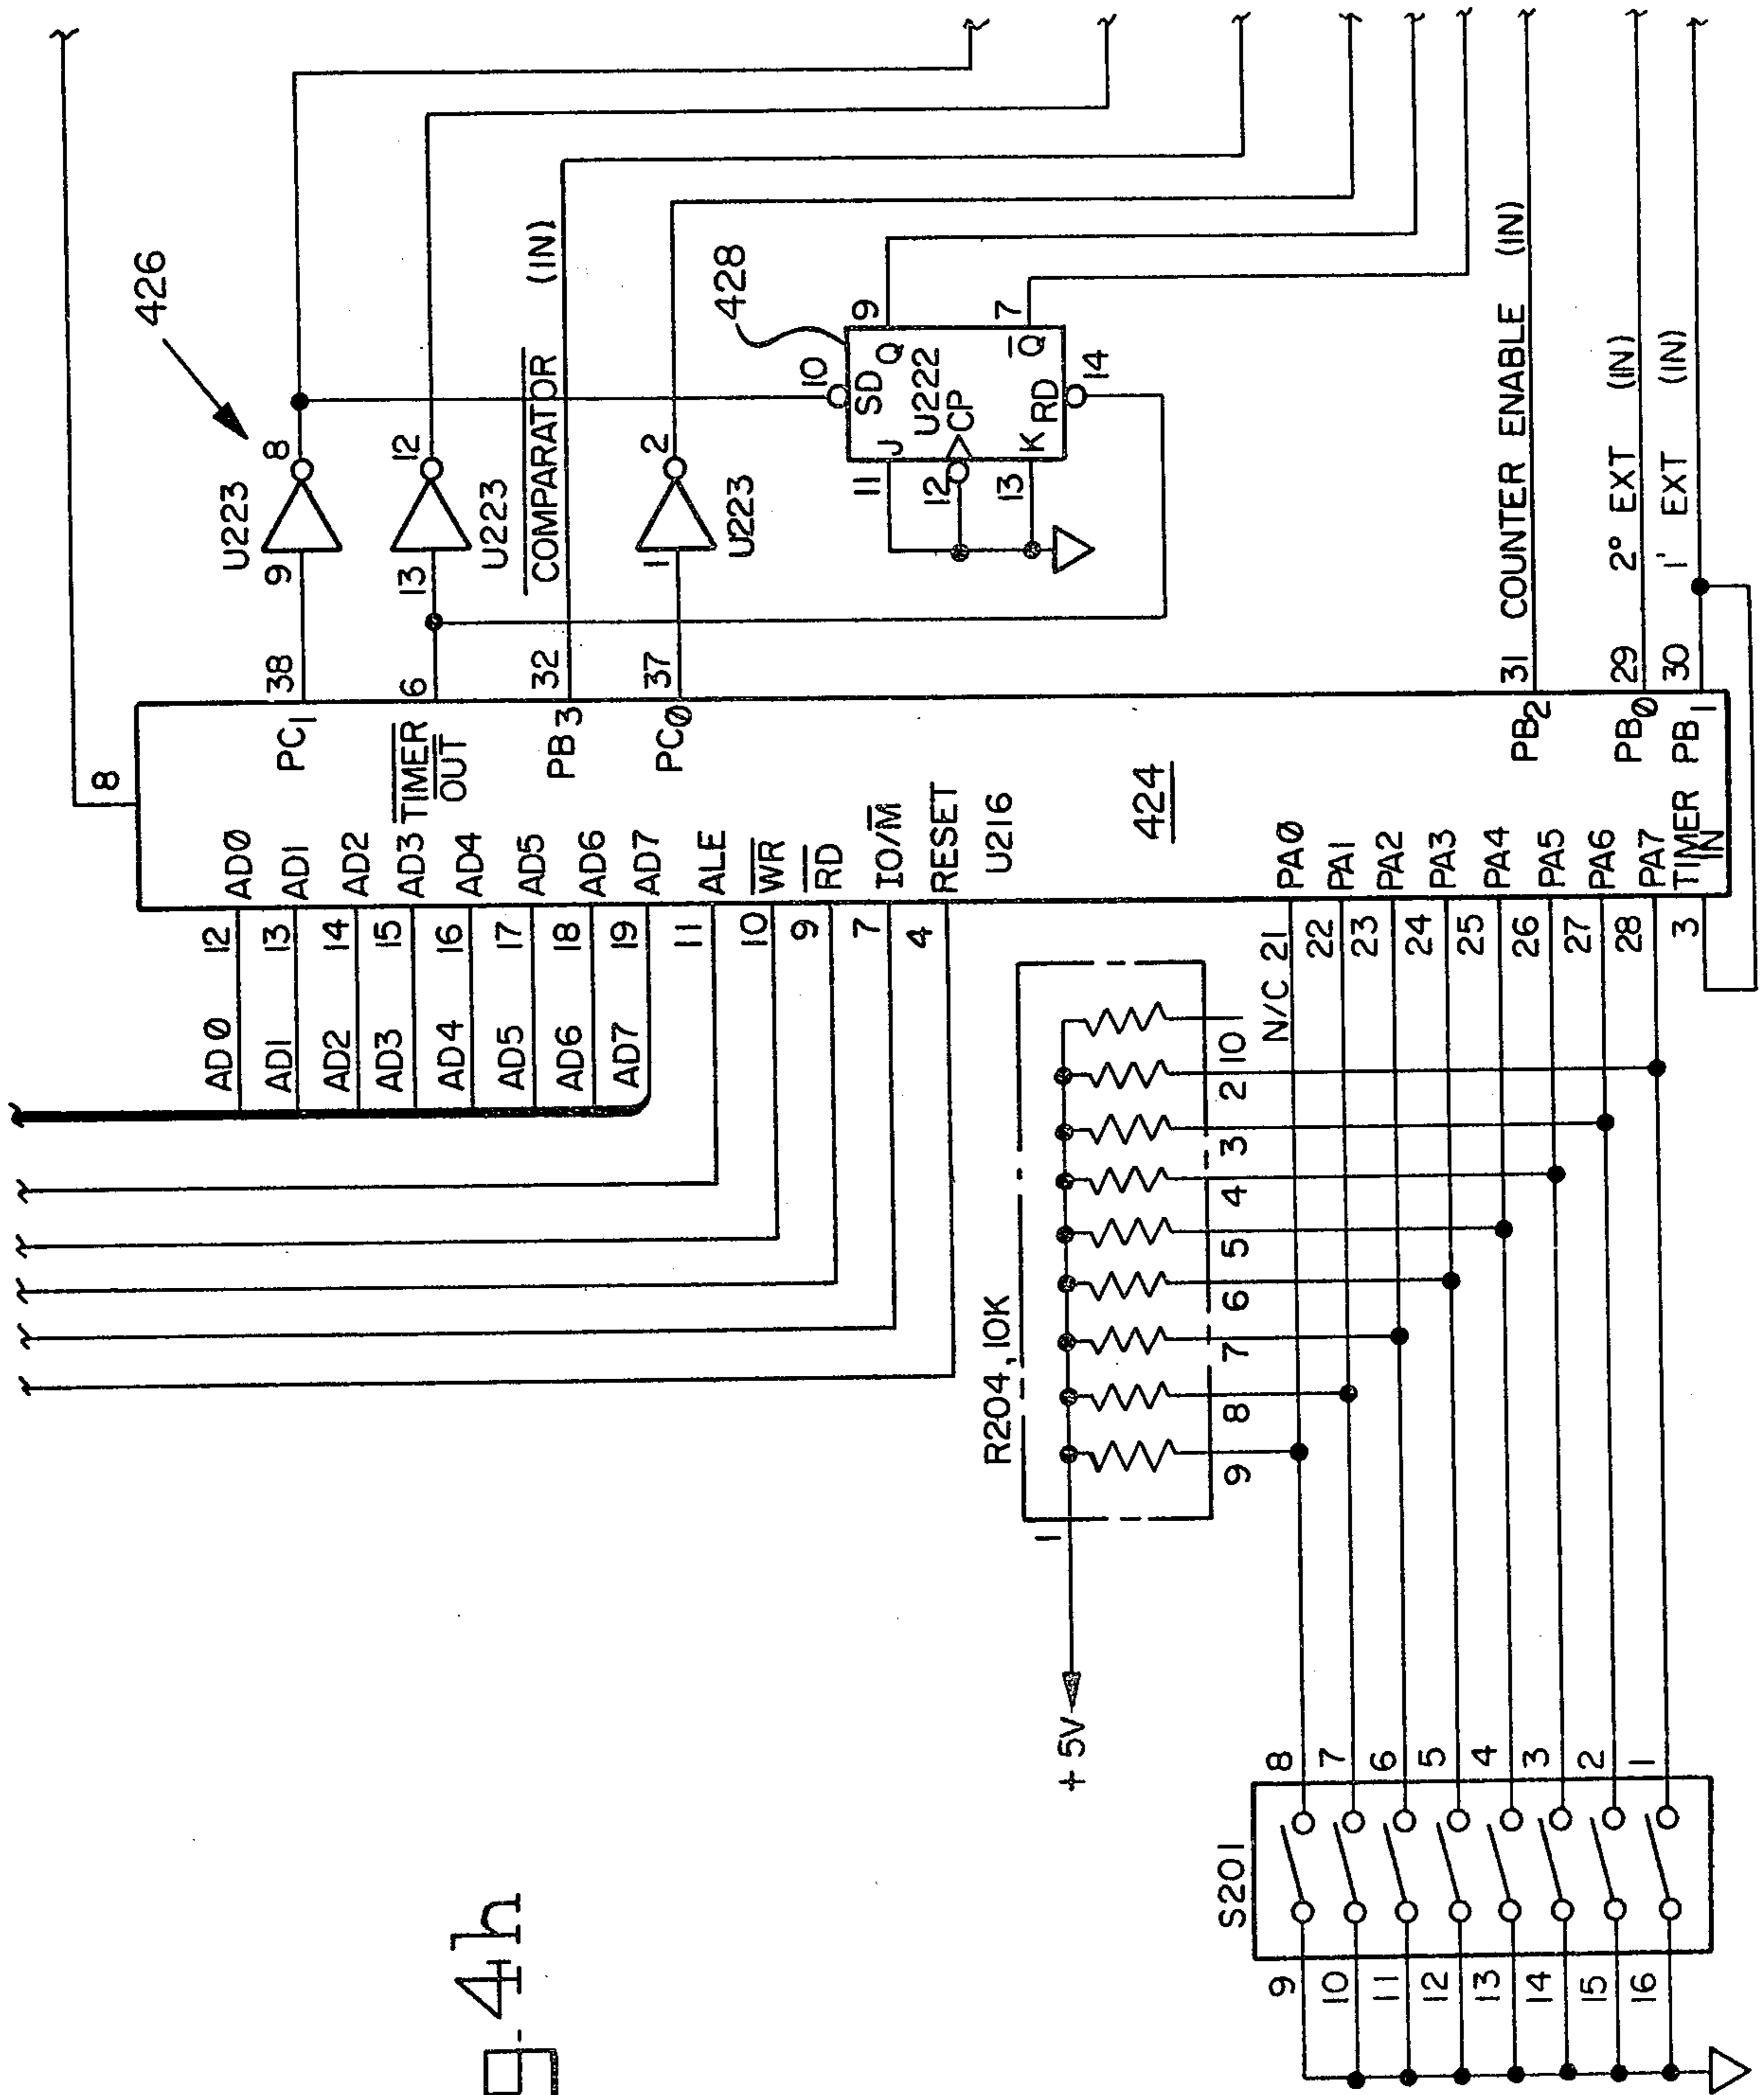 426
8
U223
9
8
38
PC1
U223
13
12
6
TIMER
OUT
COMPARATOR (IN)
32
PB3
U223
1
2
37
PC0
428
10
SD
Q
9
U222
J
11
CP
12
K
13
RD
14
Q
7
31 COUNTER ENABLE (IN)
PB2
29 2° EXT (IN)
PB0
30 1' EXT (IN)
PB1
AD0 12 AD0
AD1 13 AD1
AD2 14 AD2
AD3 15 AD3
AD4 16 AD4
AD5 17 AD5
AD6 18 AD6
AD7 19 AD7
11 ALE
10 WR
9 RD
7 IO/M
4 RESET
U216
424
N/C 21 PA0
22 PA1
23 PA2
24 PA3
25 PA4
26 PA5
27 PA6
28 PA7
3 TIMER
IN
R204, 10K
1
9
8
7
6
5
4
3
2
10
+ 5V
S201
9 8
10 7
11 6
12 5
13 4
14 3
15 2
16 1
g. 4h